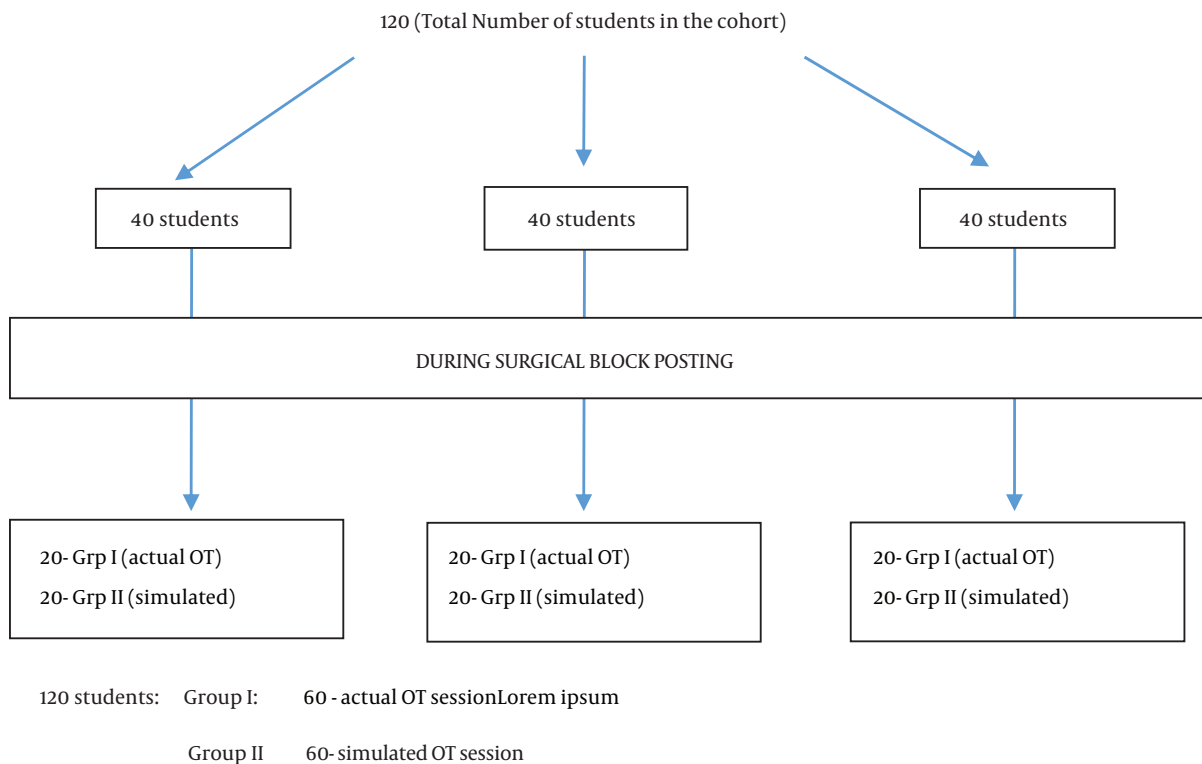 120 (Total Number of students in the cohort)
40 students
40 students
40 students
DURING SURGICAL BLOCK POSTING
20- Grp I (actual OT)
20- Grp II (simulated)
20- Grp I (actual OT)
20- Grp II (simulated)
20- Grp I (actual OT)
20- Grp II (simulated)
120 students: Group I: 60 - actual OT sessionLorem ipsum
Group II 60- simulated OT session